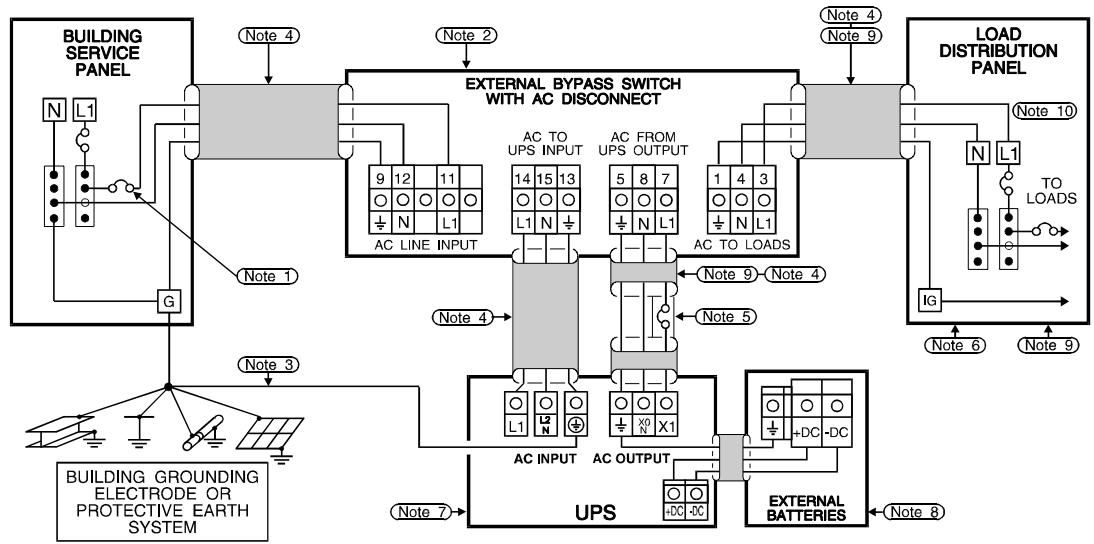 BUILDING
SERVICE
PANEL
N L1
G
Note 4
Note 2
Note 4
Note 9
EXTERNAL BYPASS SWITCH
WITH AC DISCONNECT
AC TO
UPS INPUT
AC FROM
UPS OUTPUT
9 12 11
N L1
AC LINE INPUT
14 15 13
L1 N
5 8 7
N L1
1 4 3
N L1
AC TO LOADS
LOAD
DISTRIBUTION
PANEL
Note 10
N L1
TO
LOADS
IG
Note 1
Note 9
Note 4
Note 4
Note 5
Note 6
Note 9
Note 3
BUILDING GROUNDING
ELECTRODE OR
PROTECTIVE EARTH
SYSTEM
L1 L2 N
AC INPUT
X0 N X1
AC OUTPUT
+DC -DC
UPS
Note 7
+DC -DC
EXTERNAL
BATTERIES
Note 8